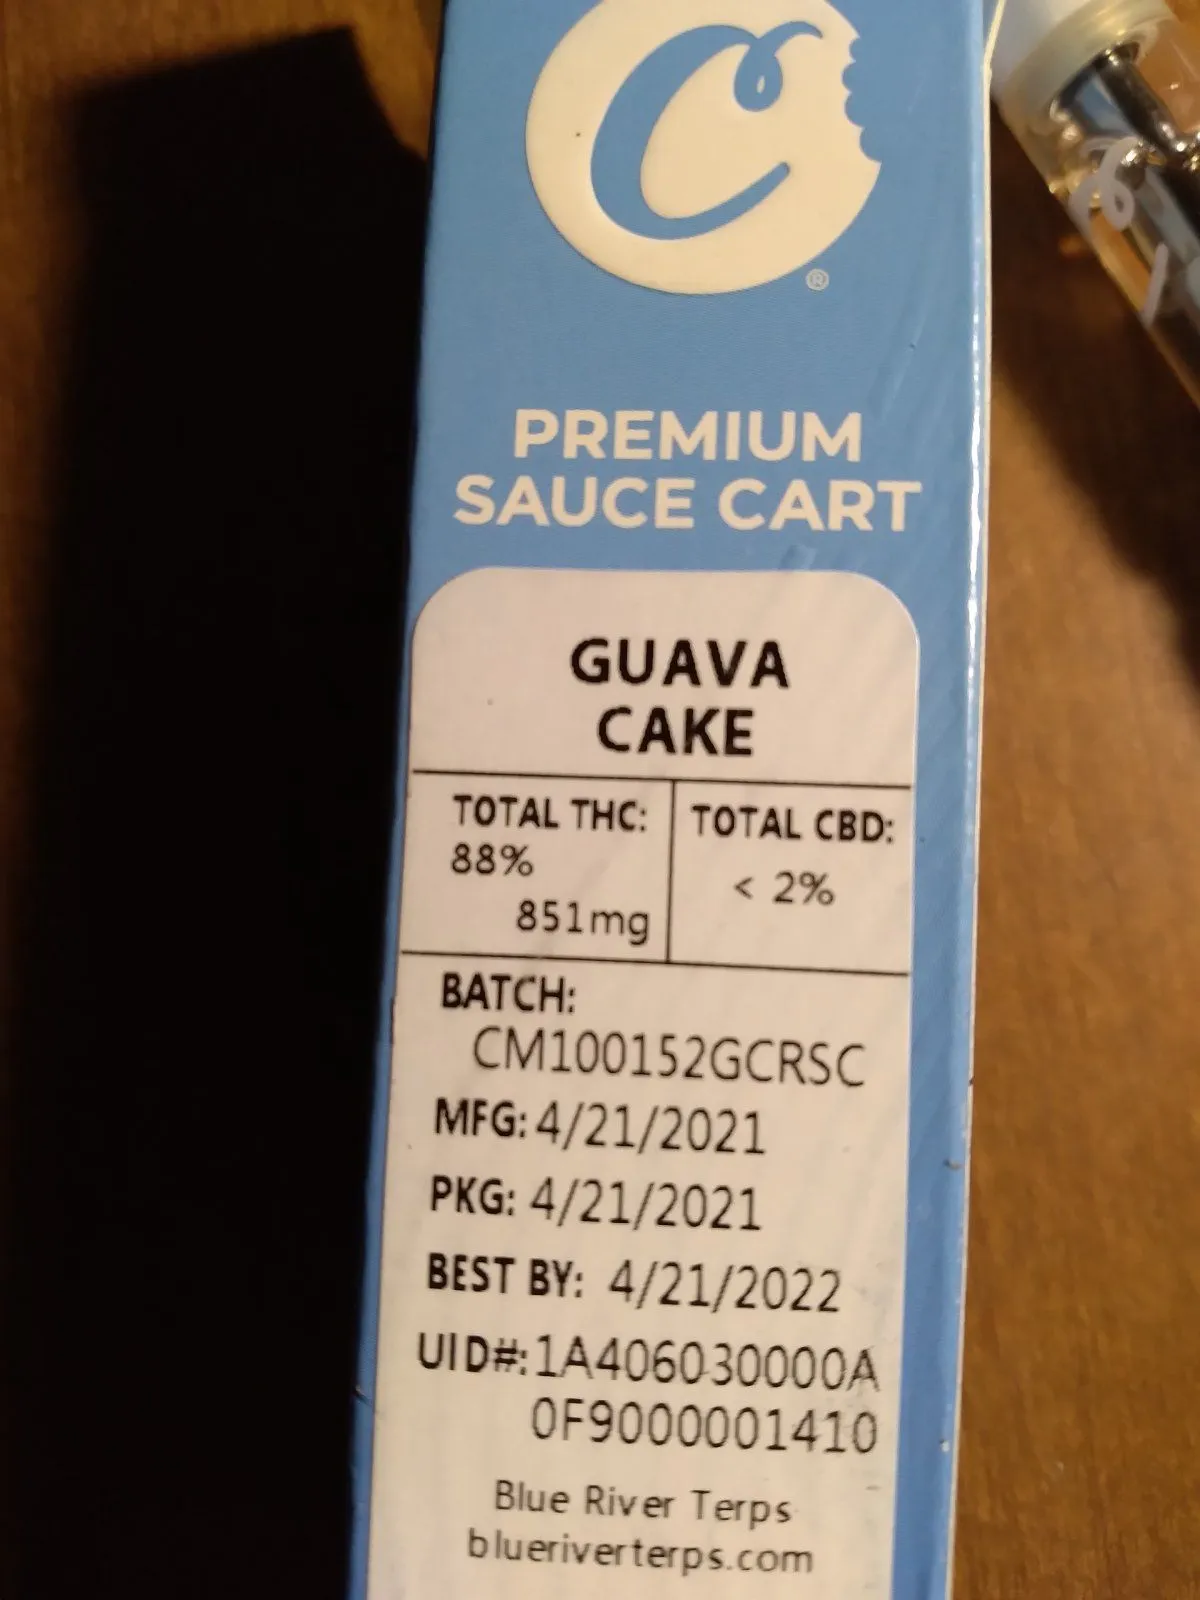 C
®
PREMIUM
SAUCE CART
GUAVA
CAKE
TOTAL THC:
88%
851mg
TOTAL CBD:
< 2%
BATCH:
CM100152GCRSC
MFG: 4/21/2021
PKG: 4/21/2021
BEST BY: 4/21/2022
UID#: 1A406030000A
0F9000001410
Blue River Terps
blueriverterps.com